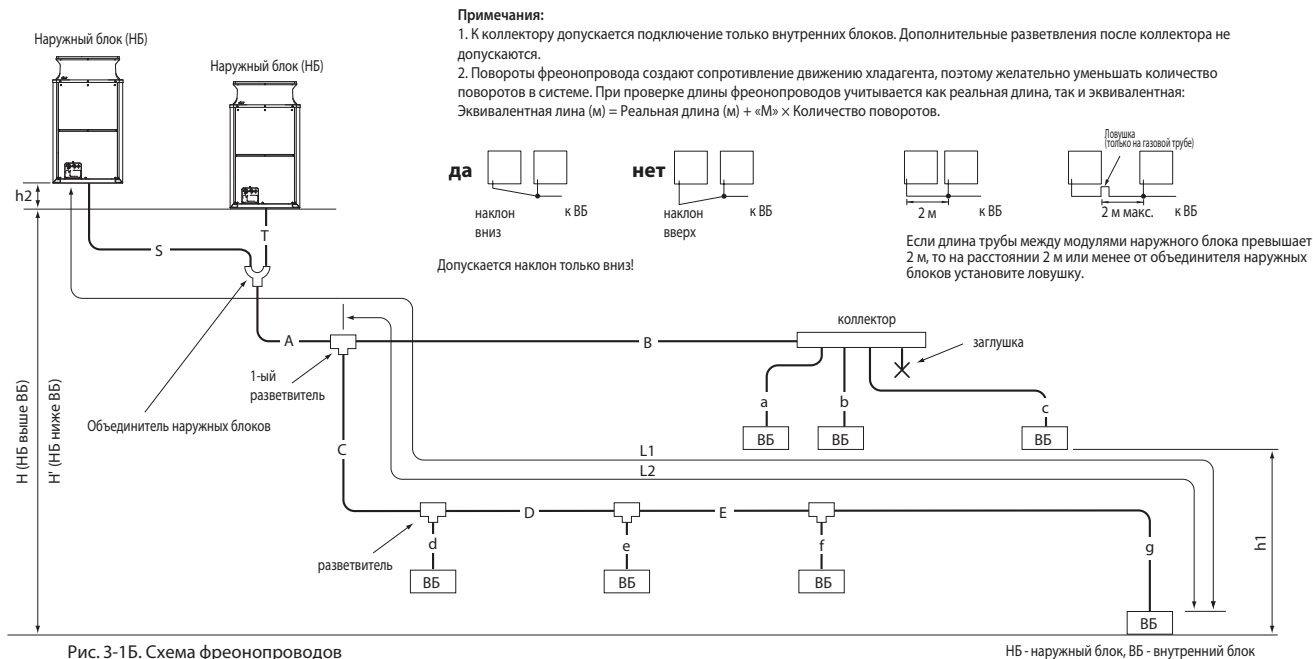 Примечания:
1. К коллектору допускается подключение только внутренних блоков. Дополнительные разветвления после коллектора не
допускаются.
2. Повороты фреонопровода создают сопротивление движению хладагента, поэтому желательно уменьшать количество
поворотов в системе. При проверке длины фреонопроводов учитывается как реальная длина, так и эквивалентная:
Эквивалентная лина (м) = Реальная длина (м) + «М» × Количество поворотов.
Наружный блок (НБ)
Наружный блок (НБ)
h2
S
T
да
наклон
вниз
к ВБ
нет
наклон
вверх
к ВБ
Допускается наклон только вниз!
2 м
к ВБ
Ловушка
(только на газовой трубе)
2 м макс.
к ВБ
Если длина трубы между модулями наружного блока превышает
2 м, то на расстоянии 2 м или менее от объединителя наружных
блоков установите ловушку.
A
B
коллектор
заглушка
1-ый
разветвитель
Объединитель наружных блоков
a
b
c
ВБ
ВБ
ВБ
H (НБ выше ВБ)
H' (НБ ниже ВБ)
C
L1
L2
h1
D
E
d
e
f
g
разветвитель
ВБ
ВБ
ВБ
ВБ
Рис. 3-1Б. Схема фреонопроводов
НБ - наружный блок, ВБ - внутренний блок